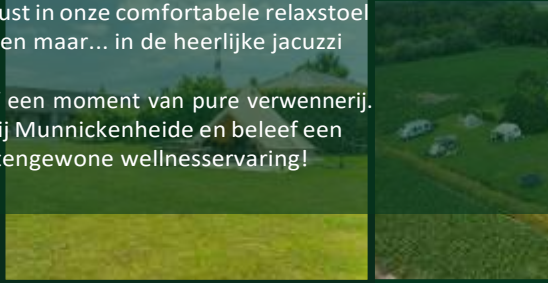 ust in onze comfortabele relaxstoel
en maar... in de heerlijke jacuzzi
een moment van pure verwennerij.
ij Munnickenheide en beleef een
tengewone wellnesservaring!